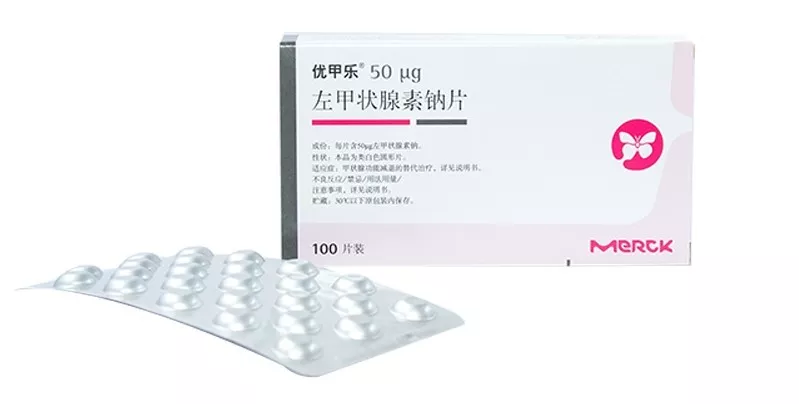 优甲乐® 50 μg
左甲状腺素钠片
成份：每片含50μg左甲状腺素钠。
性状：本品为类白色圆形片。
适应症：甲状腺功能减退的替代治疗，详见说明书。
不良反应/禁忌/用法用量/
注意事项，详见说明书。
贮藏：30℃以下原包装内保存。
100 片装
MERCK